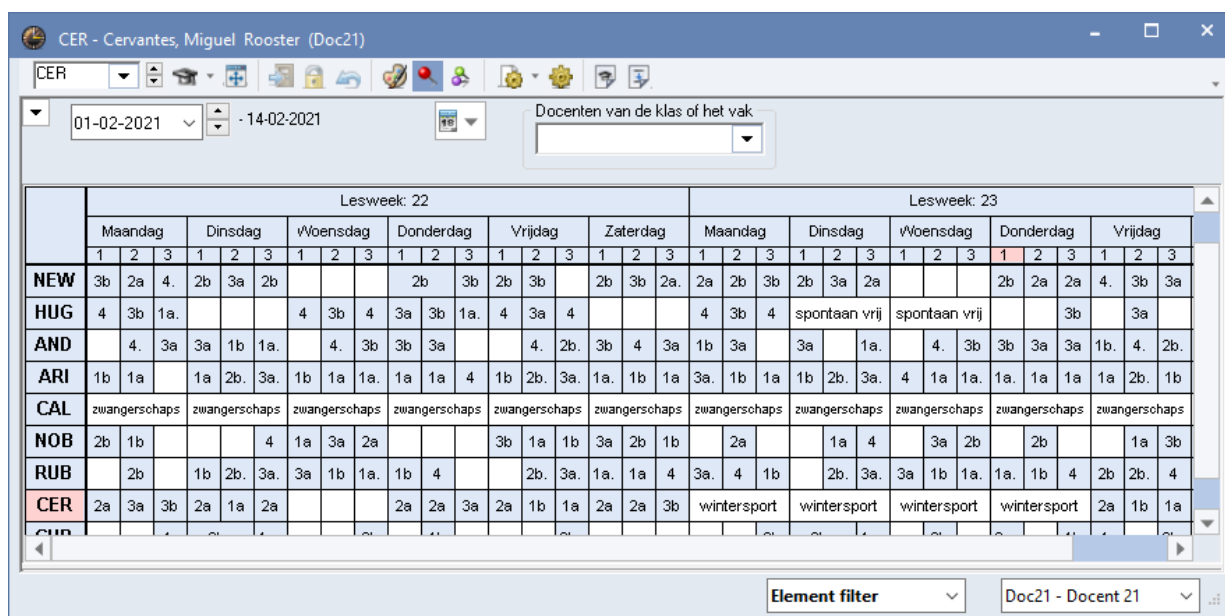 CER - Cervantes, Miguel Rooster (Doc21)
CER
01-02-2021 - 14-02-2021 18 Docenten van de klas of het vak
Lesweek: 22 Lesweek: 23
Maandag Dinsdag Woensdag Donderdag Vrijdag Zaterdag Maandag Dinsdag Woensdag Donderdag Vrijdag
1 2 3 1 2 3 1 2 3 1 2 3 1 2 3 1 2 3 1 2 3 1 2 3 1 2 3 1 2 3 1 2 3
NEW 3b 2a 4. 2b 3a 2b 2b 3b 2b 3b 2b 3b 2a. 2a 2b 3b 2b 3a 2a 2b 2a 2a 4. 3b 3a
HUG 4 3b 1a. 4 3b 4 3a 3b 1a. 4 3a 4 4 3b 4 spontaan vrij spontaan vrij 3b 3a
AND 4. 3a 3a 1b 1a. 4. 3b 3b 3a 4. 2b. 3b 4 3a 1b 3a 3a 1a. 4. 3b 3b 3a 3a 1b. 4. 2b.
ARI 1b 1a 1a 2b. 3a. 1b 1a 1a. 1a 1a 4 1b 2b. 3a. 1a. 1b 1a 3a. 1b 1a 1b 2b. 3a. 4 1a 1a. 1a. 1a 1a 1a 2b. 1b
CAL zwangerschaps zwangerschaps zwangerschaps zwangerschaps zwangerschaps zwangerschaps zwangerschaps zwangerschaps zwangerschaps zwangerschaps zwangerschaps
NOB 2b 1b 4 1a 3a 2a 3b 1a 1b 3a 2b 1b 2a 1a 4 3a 2b 2b 1a 3b
RUB 2b 1b 2b. 3a. 3a 1b 1a. 1b 4 2b. 3a. 1a. 1a 4 3a. 4 1b 2b. 3a. 3a 1b 1a. 1a. 1b 4 2b 2b. 4
CER 2a 3a 3b 2a 1a 2a 2a 2a 3a 2a 1b 1a 2a 2a 3b wintersport wintersport wintersport wintersport 2a 1b 1a
Element filter Doc21 - Docent 21